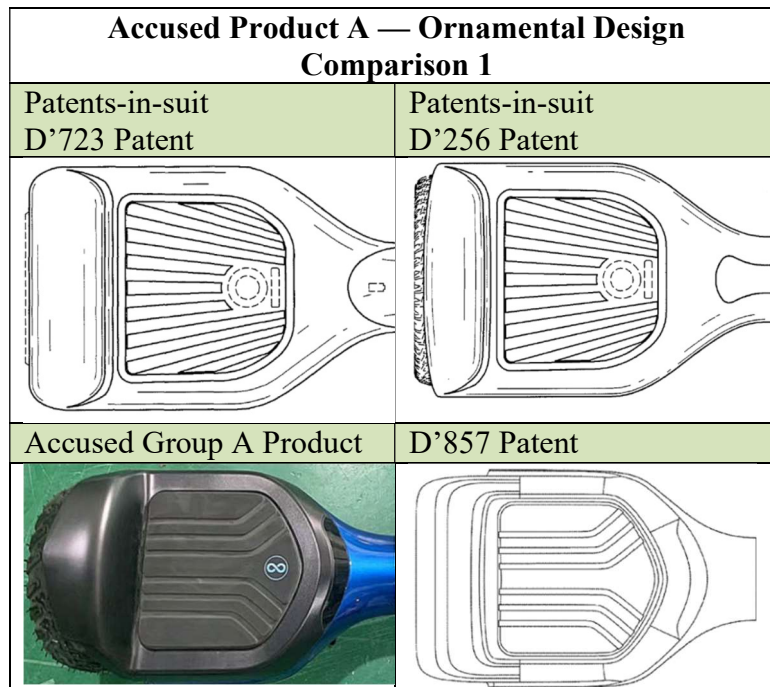 Accused Product A — Ornamental Design
Comparison 1
Patents-in-suit
D’723 Patent
Patents-in-suit
D’256 Patent
Accused Group A Product
D’857 Patent